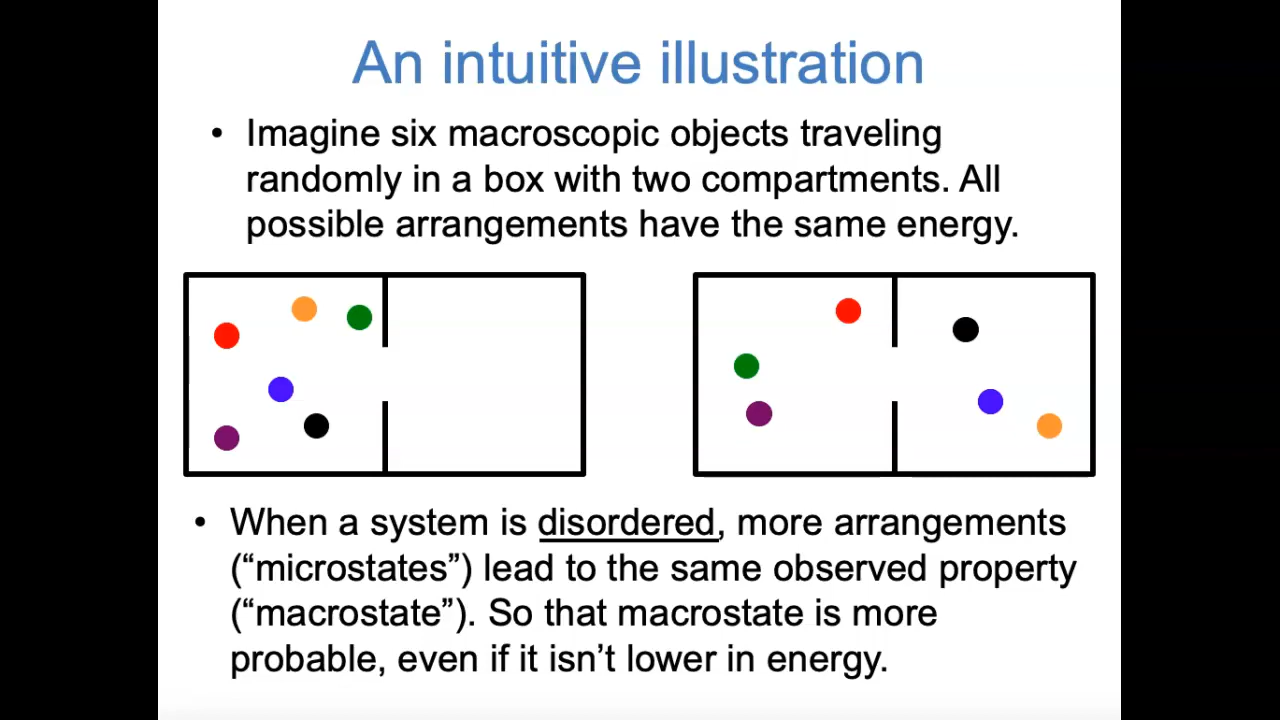 An intuitive illustration
• Imagine six macroscopic objects traveling
randomly in a box with two compartments. All
possible arrangements have the same energy.
• When a system is disordered, more arrangements
(“microstates”) lead to the same observed property
(“macrostate”). So that macrostate is more
probable, even if it isn’t lower in energy.